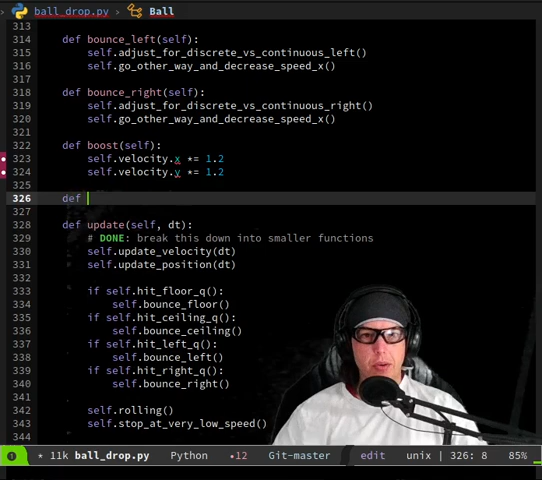 ball_drop.py › Ball
313
314 def bounce_left(self):
315 self.adjust_for_discrete_vs_continuous_left()
316 self.go_other_way_and_decrease_speed_x()
317
318 def bounce_right(self):
319 self.adjust_for_discrete_vs_continuous_right()
320 self.go_other_way_and_decrease_speed_x()
321
322 def boost(self):
323 self.velocity.x *= 1.2
324 self.velocity.y *= 1.2
325
326 def
327
328 def update(self, dt):
329 # DONE: break this down into smaller functions
330 self.update_velocity(dt)
331 self.update_position(dt)
332
333 if self.hit_floor_q():
334 self.bounce_floor()
335 if self.hit_ceiling_q():
336 self.bounce_ceiling()
337 if self.hit_left_q():
338 self.bounce_left()
339 if self.hit_right_q():
340 self.bounce_right()
341
342 self.rolling()
343 self.stop_at_very_low_speed()
344
1 * 11k ball_drop.py Python •12 Git-master edit unix | 326: 8 85%